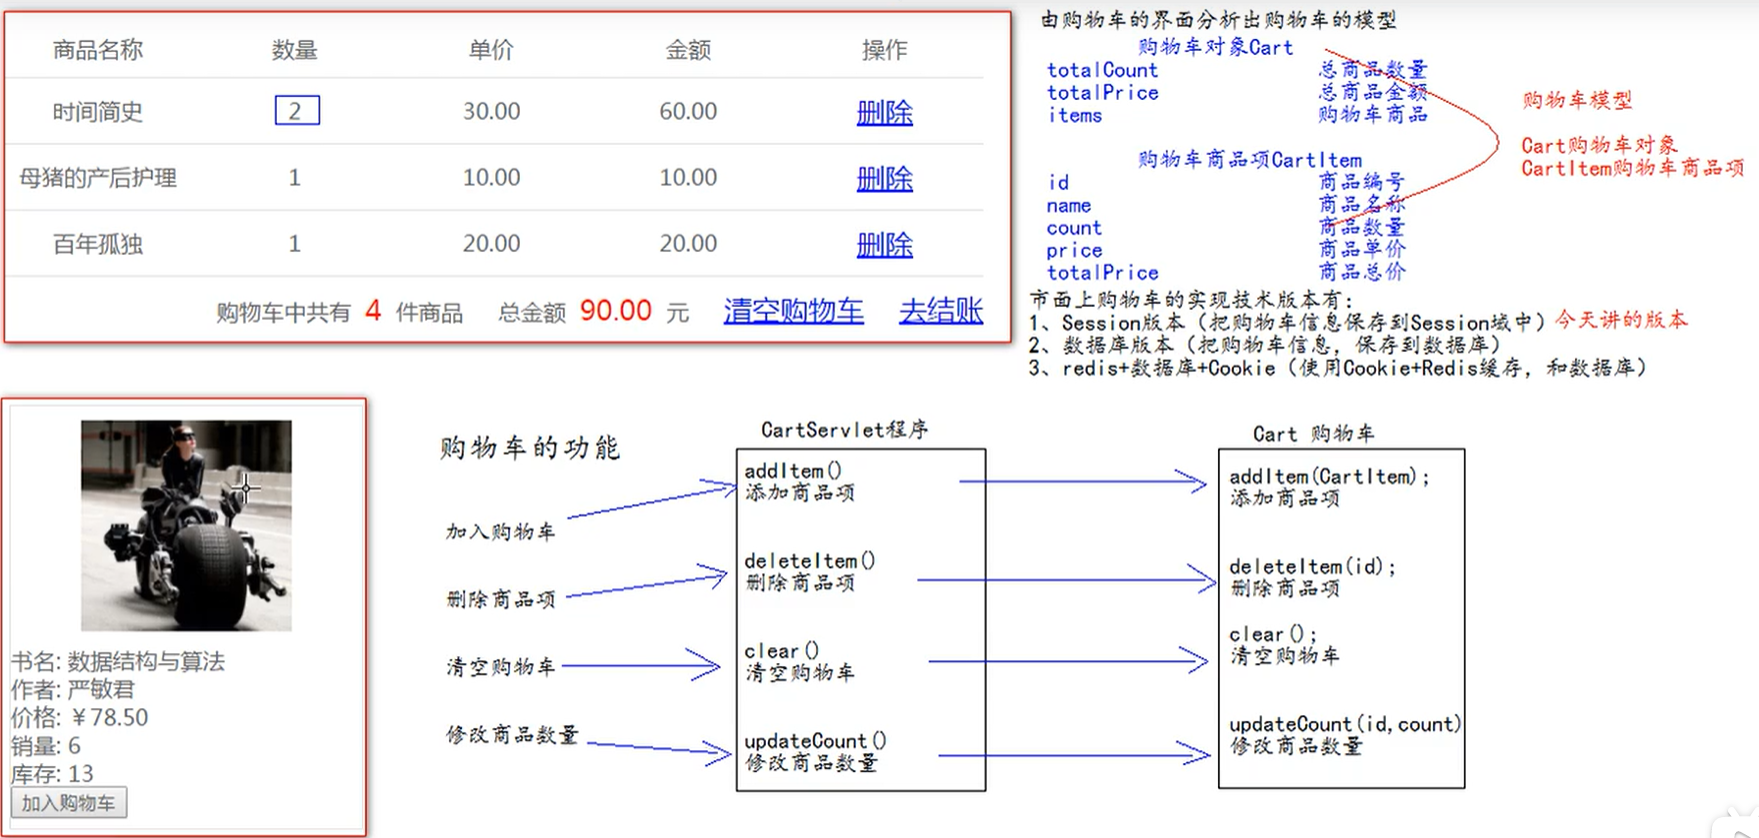 商品名称 数量 单价 金额 操作
时间简史 2 30.00 60.00 删除
母猪的产后护理 1 10.00 10.00 删除
百年孤独 1 20.00 20.00 删除
购物车中共有 4 件商品 总金额 90.00 元 清空购物车 去结账
由购物车的界面分析出购物车的模型
购物车对象Cart
totalCount 总商品数量
totalPrice 总商品金额
items 购物车商品
购物车商品项CartItem
id 商品编号
name 商品名称
count 商品数量
price 商品单价
totalPrice 商品总价
购物车模型
Cart购物车对象
CartItem购物车商品项
市面上购物车的实现技术版本有：
1、Session版本（把购物车信息保存到Session域中）今天讲的版本
2、数据库版本（把购物车信息，保存到数据库）
3、redis+数据库+Cookie（使用Cookie+Redis缓存，和数据库）
书名: 数据结构与算法
作者: 严敏君
价格: ￥78.50
销量: 6
库存: 13
加入购物车
购物车的功能
加入购物车
删除商品项
清空购物车
修改商品数量
CartServlet程序
addItem()
添加商品项
deleteItem()
删除商品项
clear()
清空购物车
updateCount()
修改商品数量
Cart 购物车
addItem(CartItem);
添加商品项
deleteItem(id);
删除商品项
clear();
清空购物车
updateCount(id,count)
修改商品数量